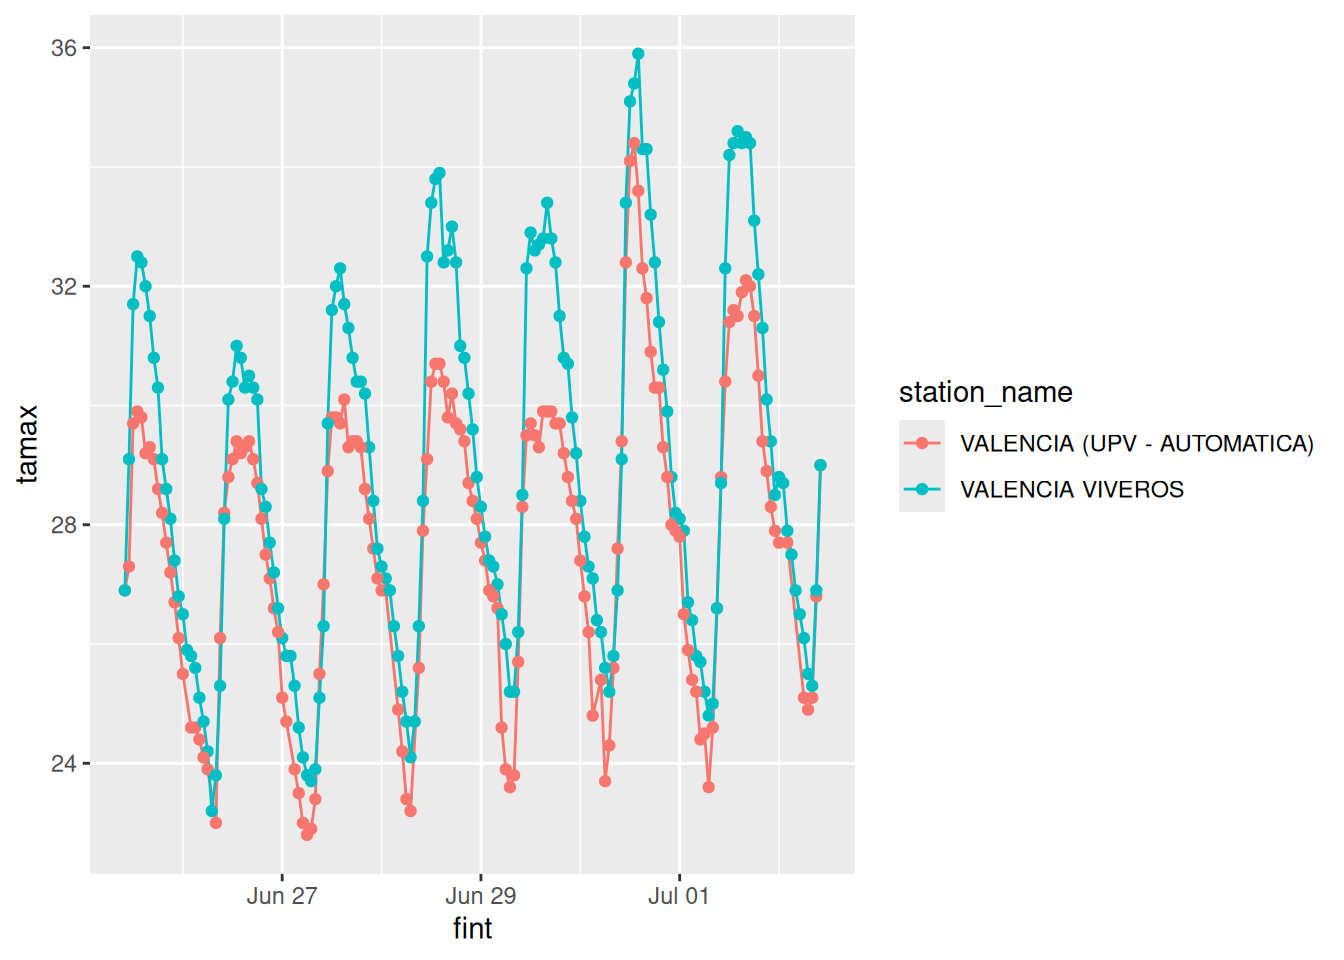 36
32
28
24
tamax
Jun 27
Jun 29
Jul 01
fint
station_name
VALENCIA (UPV - AUTOMATICA)
VALENCIA VIVEROS